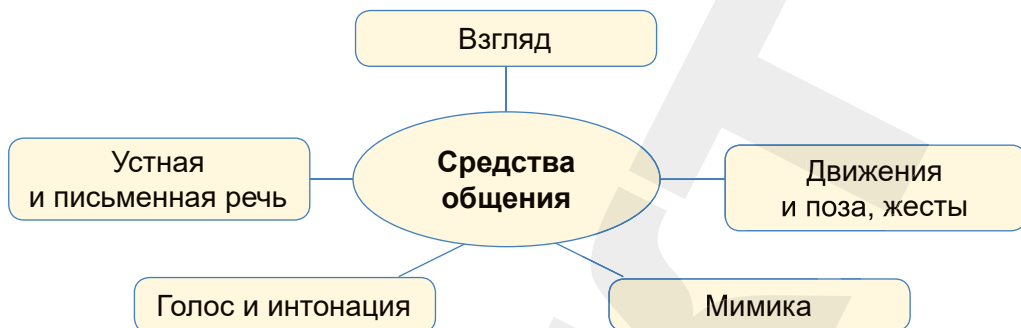 Взгляд
Устная
и письменная речь
Средства
общения
Движения
и поза, жесты
Голос и интонация
Мимика